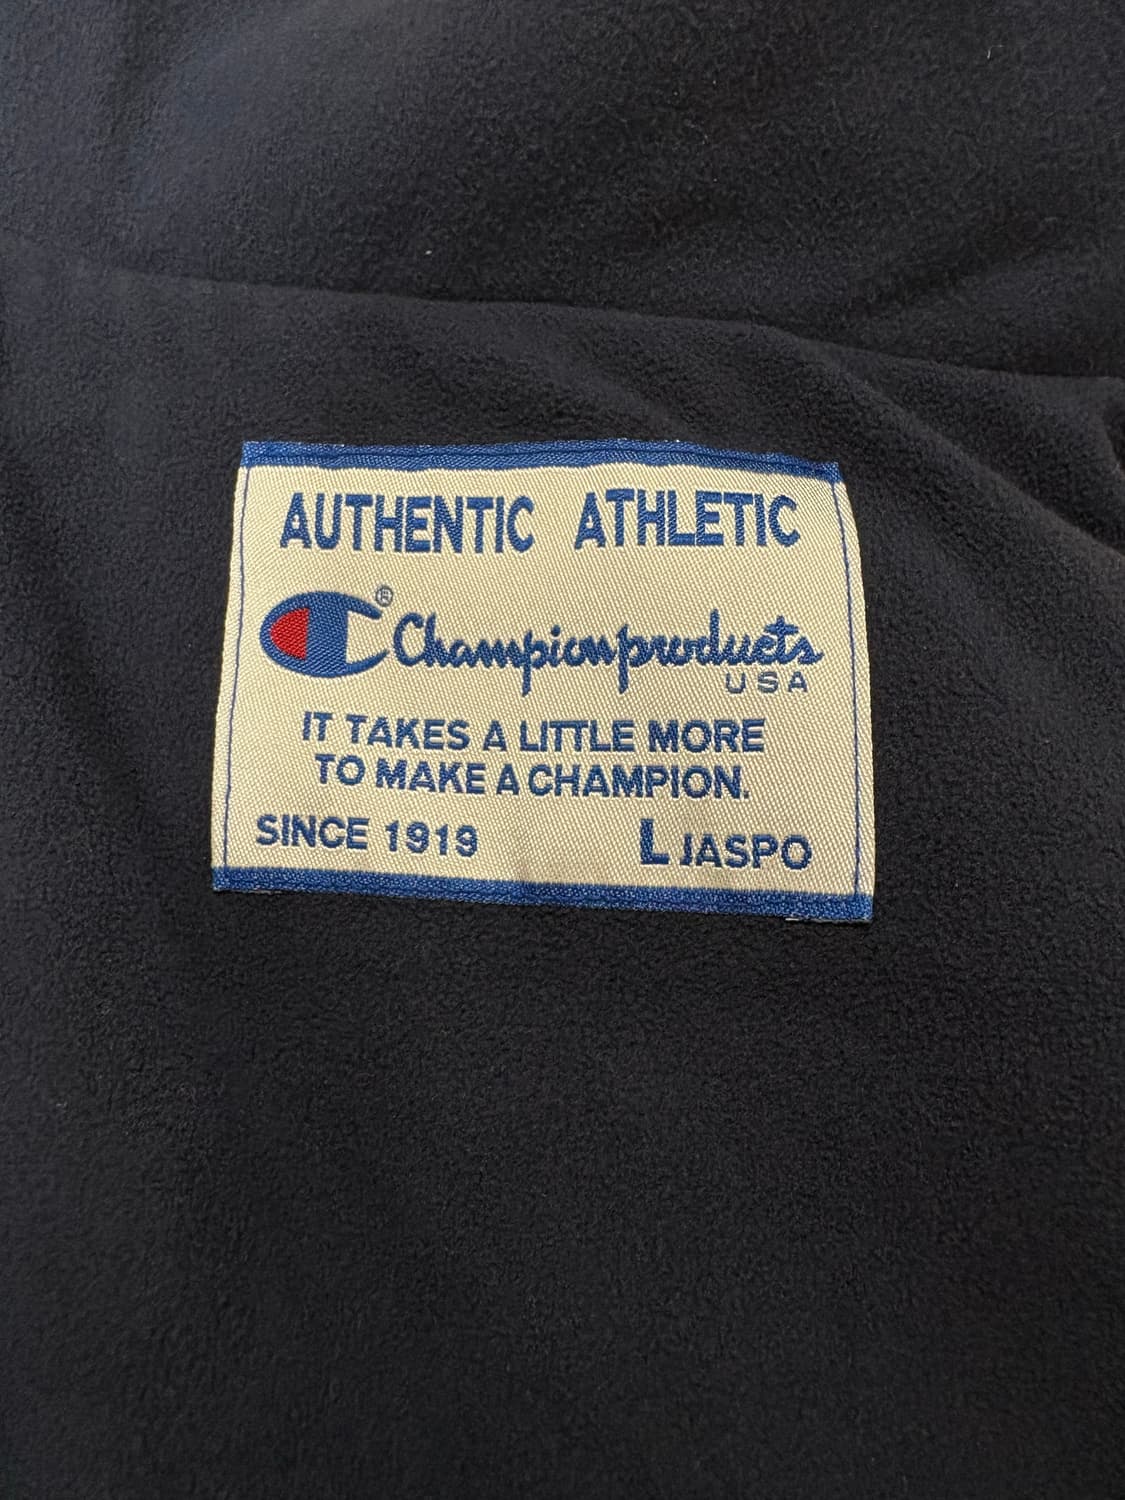 AUTHENTIC ATHLETIC
® Championproducts
USA
IT TAKES A LITTLE MORE
TO MAKE A CHAMPION.
SINCE 1919 L JASPO